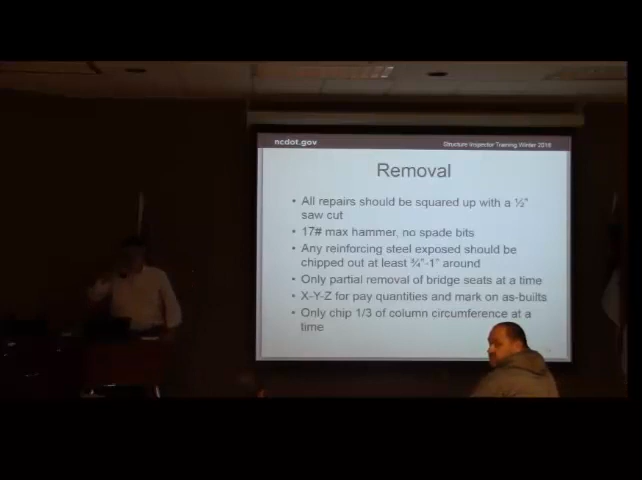 ncdot.gov
Structure Inspector Training Winter 2016
Removal
• All repairs should be squared up with a ½"
saw cut
• 17# max hammer, no spade bits
• Any reinforcing steel exposed should be
chipped out at least ¾"-1" around
• Only partial removal of bridge seats at a time
• X-Y-Z for pay quantities and mark on as-builts
• Only chip 1/3 of column circumference at a
time